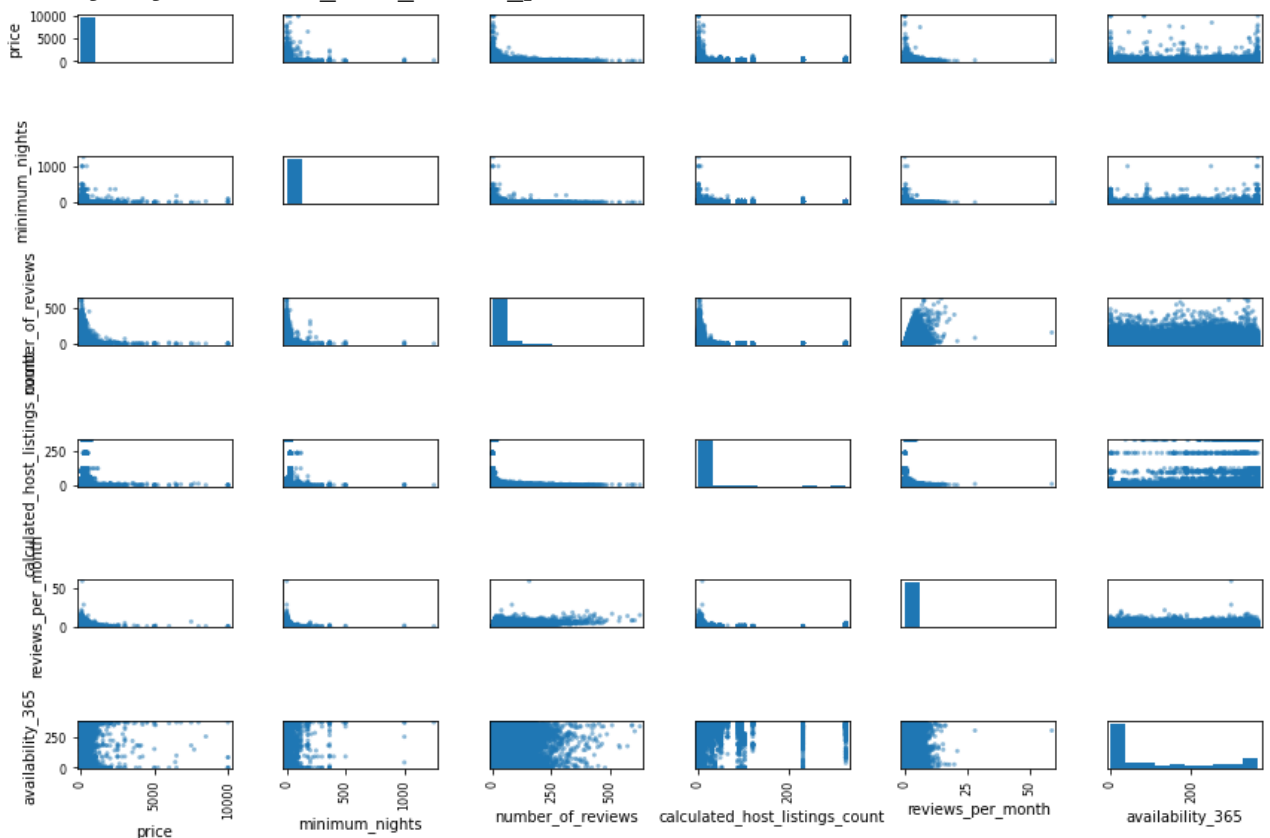 price
10000
5000
0
minimum_nights
1000
0
number_of_reviews
500
0
calculated_host_listings_count
250
0
reviews_per_month
50
0
availability_365
250
0
0
5000
10000
0
500
1000
0
250
500
0
200
0
25
50
0
200
price
minimum_nights
number_of_reviews
calculated_host_listings_count
reviews_per_month
availability_365